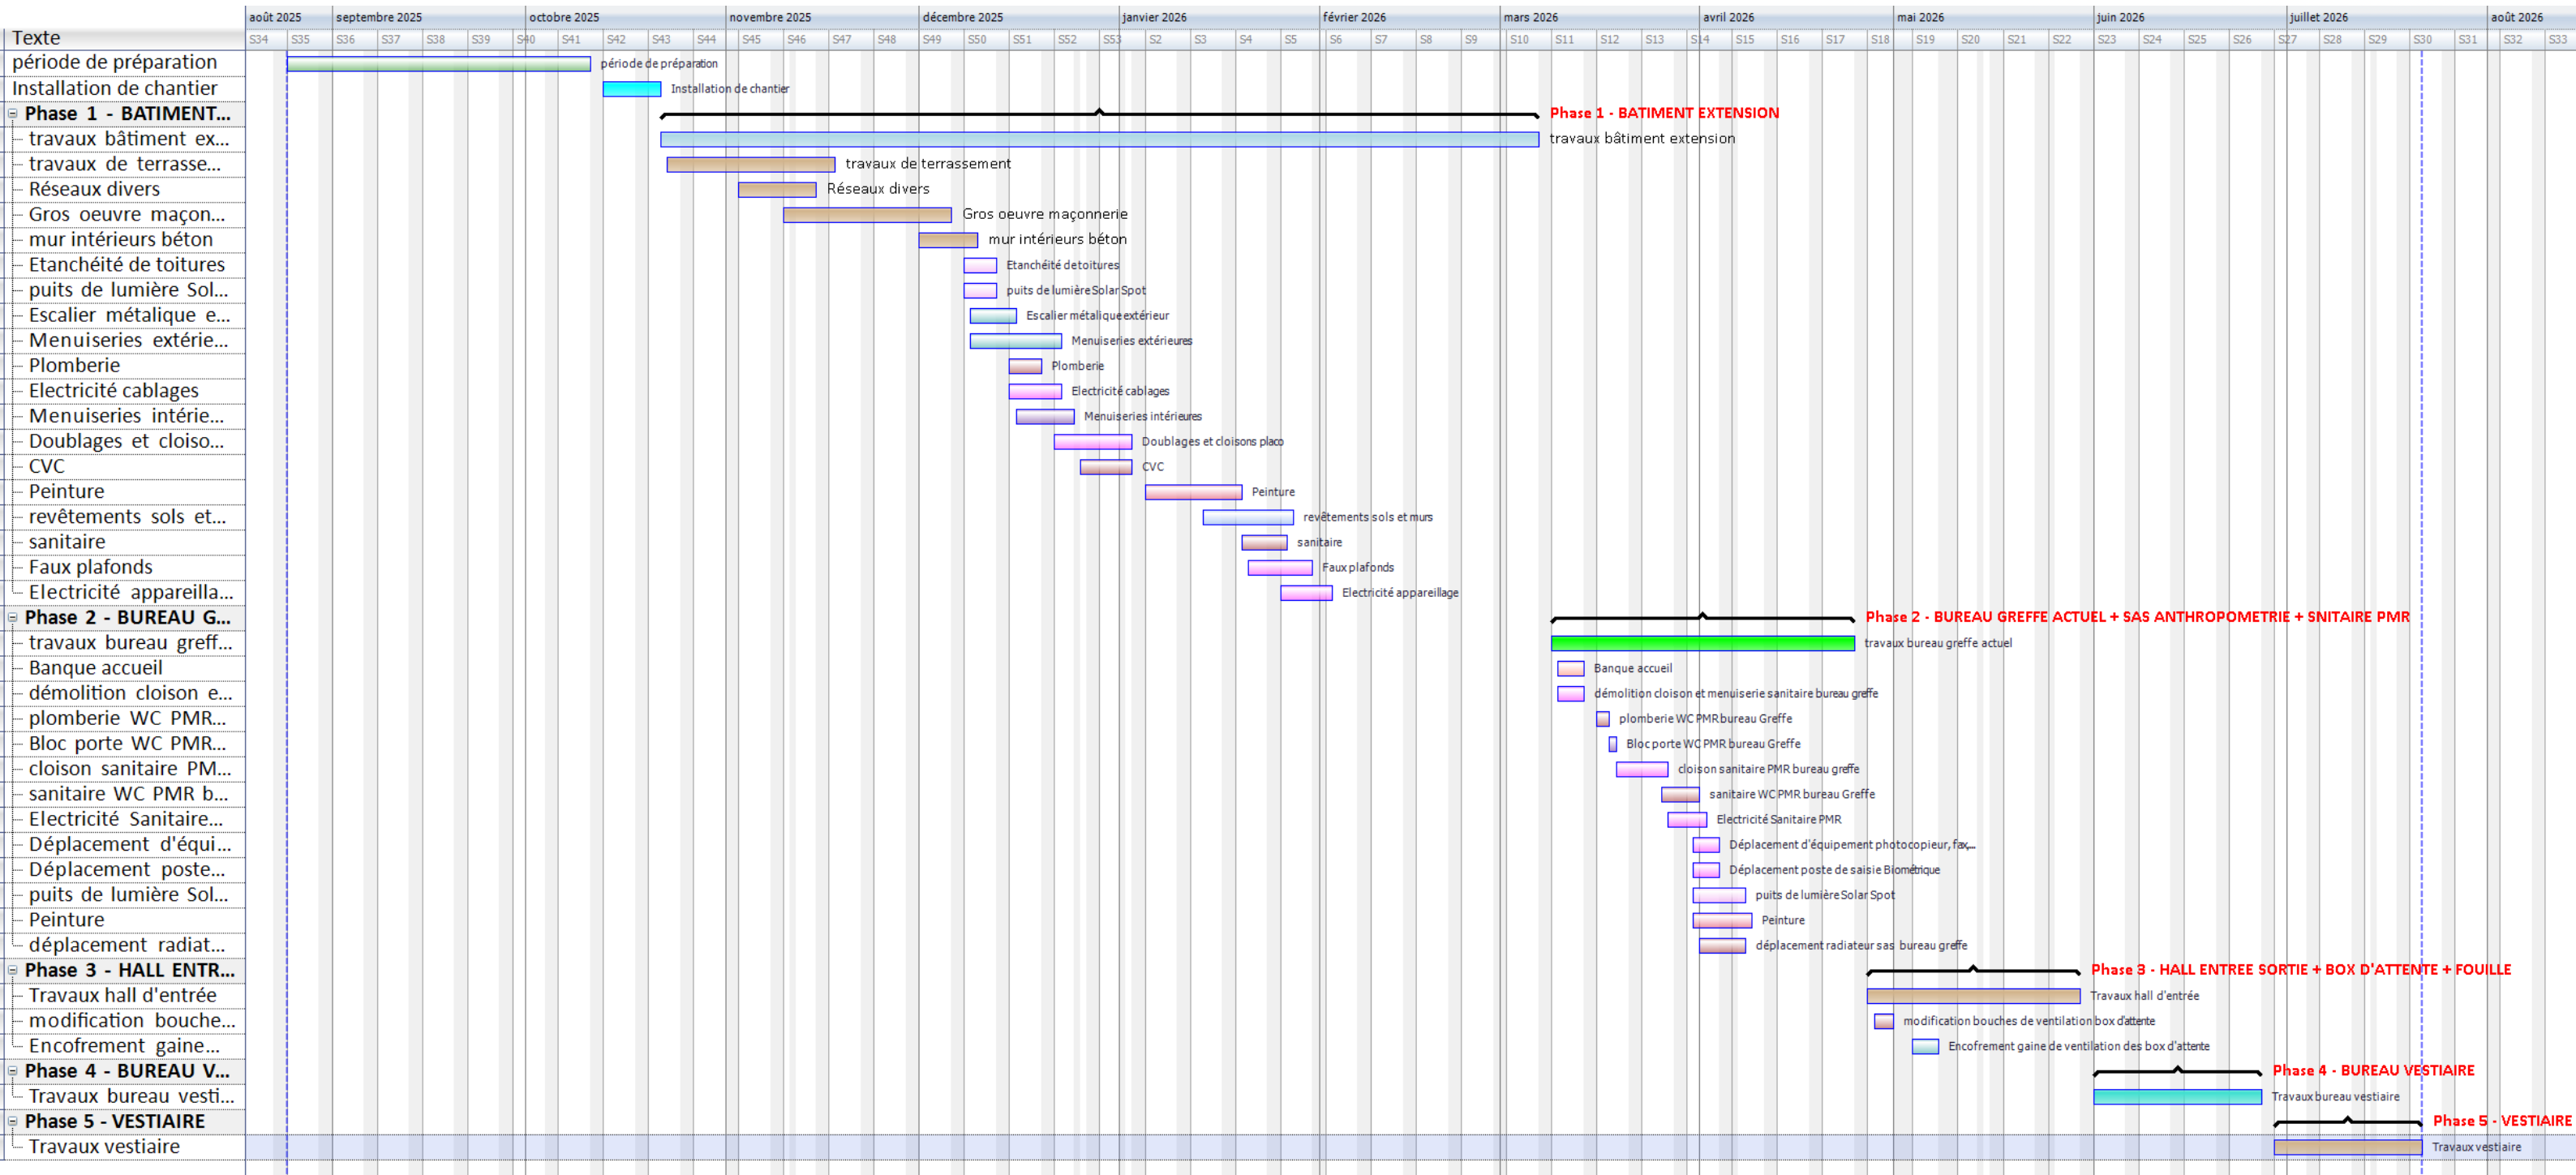 août 2025 septembre 2025 octobre 2025 novembre 2025 décembre 2025 janvier 2026 février 2026 mars 2026 avril 2026 mai 2026 juin 2026 juillet 2026 août 2026
Texte S34 S35 S36 S37 S38 S39 S40 S41 S42 S43 S44 S45 S46 S47 S48 S49 S50 S51 S52 S53 S2 S3 S4 S5 S6 S7 S8 S9 S10 S11 S12 S13 S14 S15 S16 S17 S18 S19 S20 S21 S22 S23 S24 S25 S26 S27 S28 S29 S30 S31 S32 S33
période de préparation période de préparation
Installation de chantier Installation de chantier
Phase 1 - BATIMENT... Phase 1 - BATIMENT EXTENSION
travaux bâtiment ex... travaux bâtiment extension
travaux de terrasse... travaux de terrassement
Réseaux divers Réseaux divers
Gros oeuvre maçon... Gros oeuvre maçonnerie
mur intérieurs béton mur intérieurs béton
Etanchéité de toitures Etanchéité de toitures
puits de lumière Sol... puits de lumière Solar Spot
Escalier métalique e... Escalier métalique extérieur
Menuiseries extérie... Menuiseries extérieures
Plomberie Plomberie
Electricité cablages Electricité cablages
Menuiseries intérie... Menuiseries intérieures
Doublages et cloiso... Doublages et cloisons placo
CVC CVC
Peinture Peinture
revêtements sols et... revêtements sols et murs
sanitaire sanitaire
Faux plafonds Faux plafonds
Electricité appareilla... Electricité appareillage
Phase 2 - BUREAU G... Phase 2 - BUREAU GREFFE ACTUEL + SAS ANTHROPOMETRIE + SNITAIRE PMR
travaux bureau greff... travaux bureau greffe actuel
Banque accueil Banque accueil
démolition cloison e... démolition cloison et menuiserie sanitaire bureau greffe
plomberie WC PMR... plomberie WC PMR bureau Greffe
Bloc porte WC PMR... Bloc porte WC PMR bureau Greffe
cloison sanitaire PM... cloison sanitaire PMR bureau greffe
sanitaire WC PMR b... sanitaire WC PMR bureau Greffe
Electricité Sanitaire... Electricité Sanitaire PMR
Déplacement d'équi... Déplacement d'équipement photocopieur, fax,...
Déplacement poste... Déplacement poste de saisie Biométrique
puits de lumière Sol... puits de lumière Solar Spot
Peinture Peinture
déplacement radiat... déplacement radiateur sas bureau greffe
Phase 3 - HALL ENTR... Phase 3 - HALL ENTREE SORTIE + BOX D'ATTENTE + FOUILLE
Travaux hall d'entrée Travaux hall d'entrée
modification bouche... modification bouches de ventilation box d'attente
Encofrement gaine... Encofrement gaine de ventilation des box d'attente
Phase 4 - BUREAU V... Phase 4 - BUREAU VESTIAIRE
Travaux bureau vesti... Travaux bureau vestiaire
Phase 5 - VESTIAIRE Phase 5 - VESTIAIRE
Travaux vestiaire Travaux vestiaire